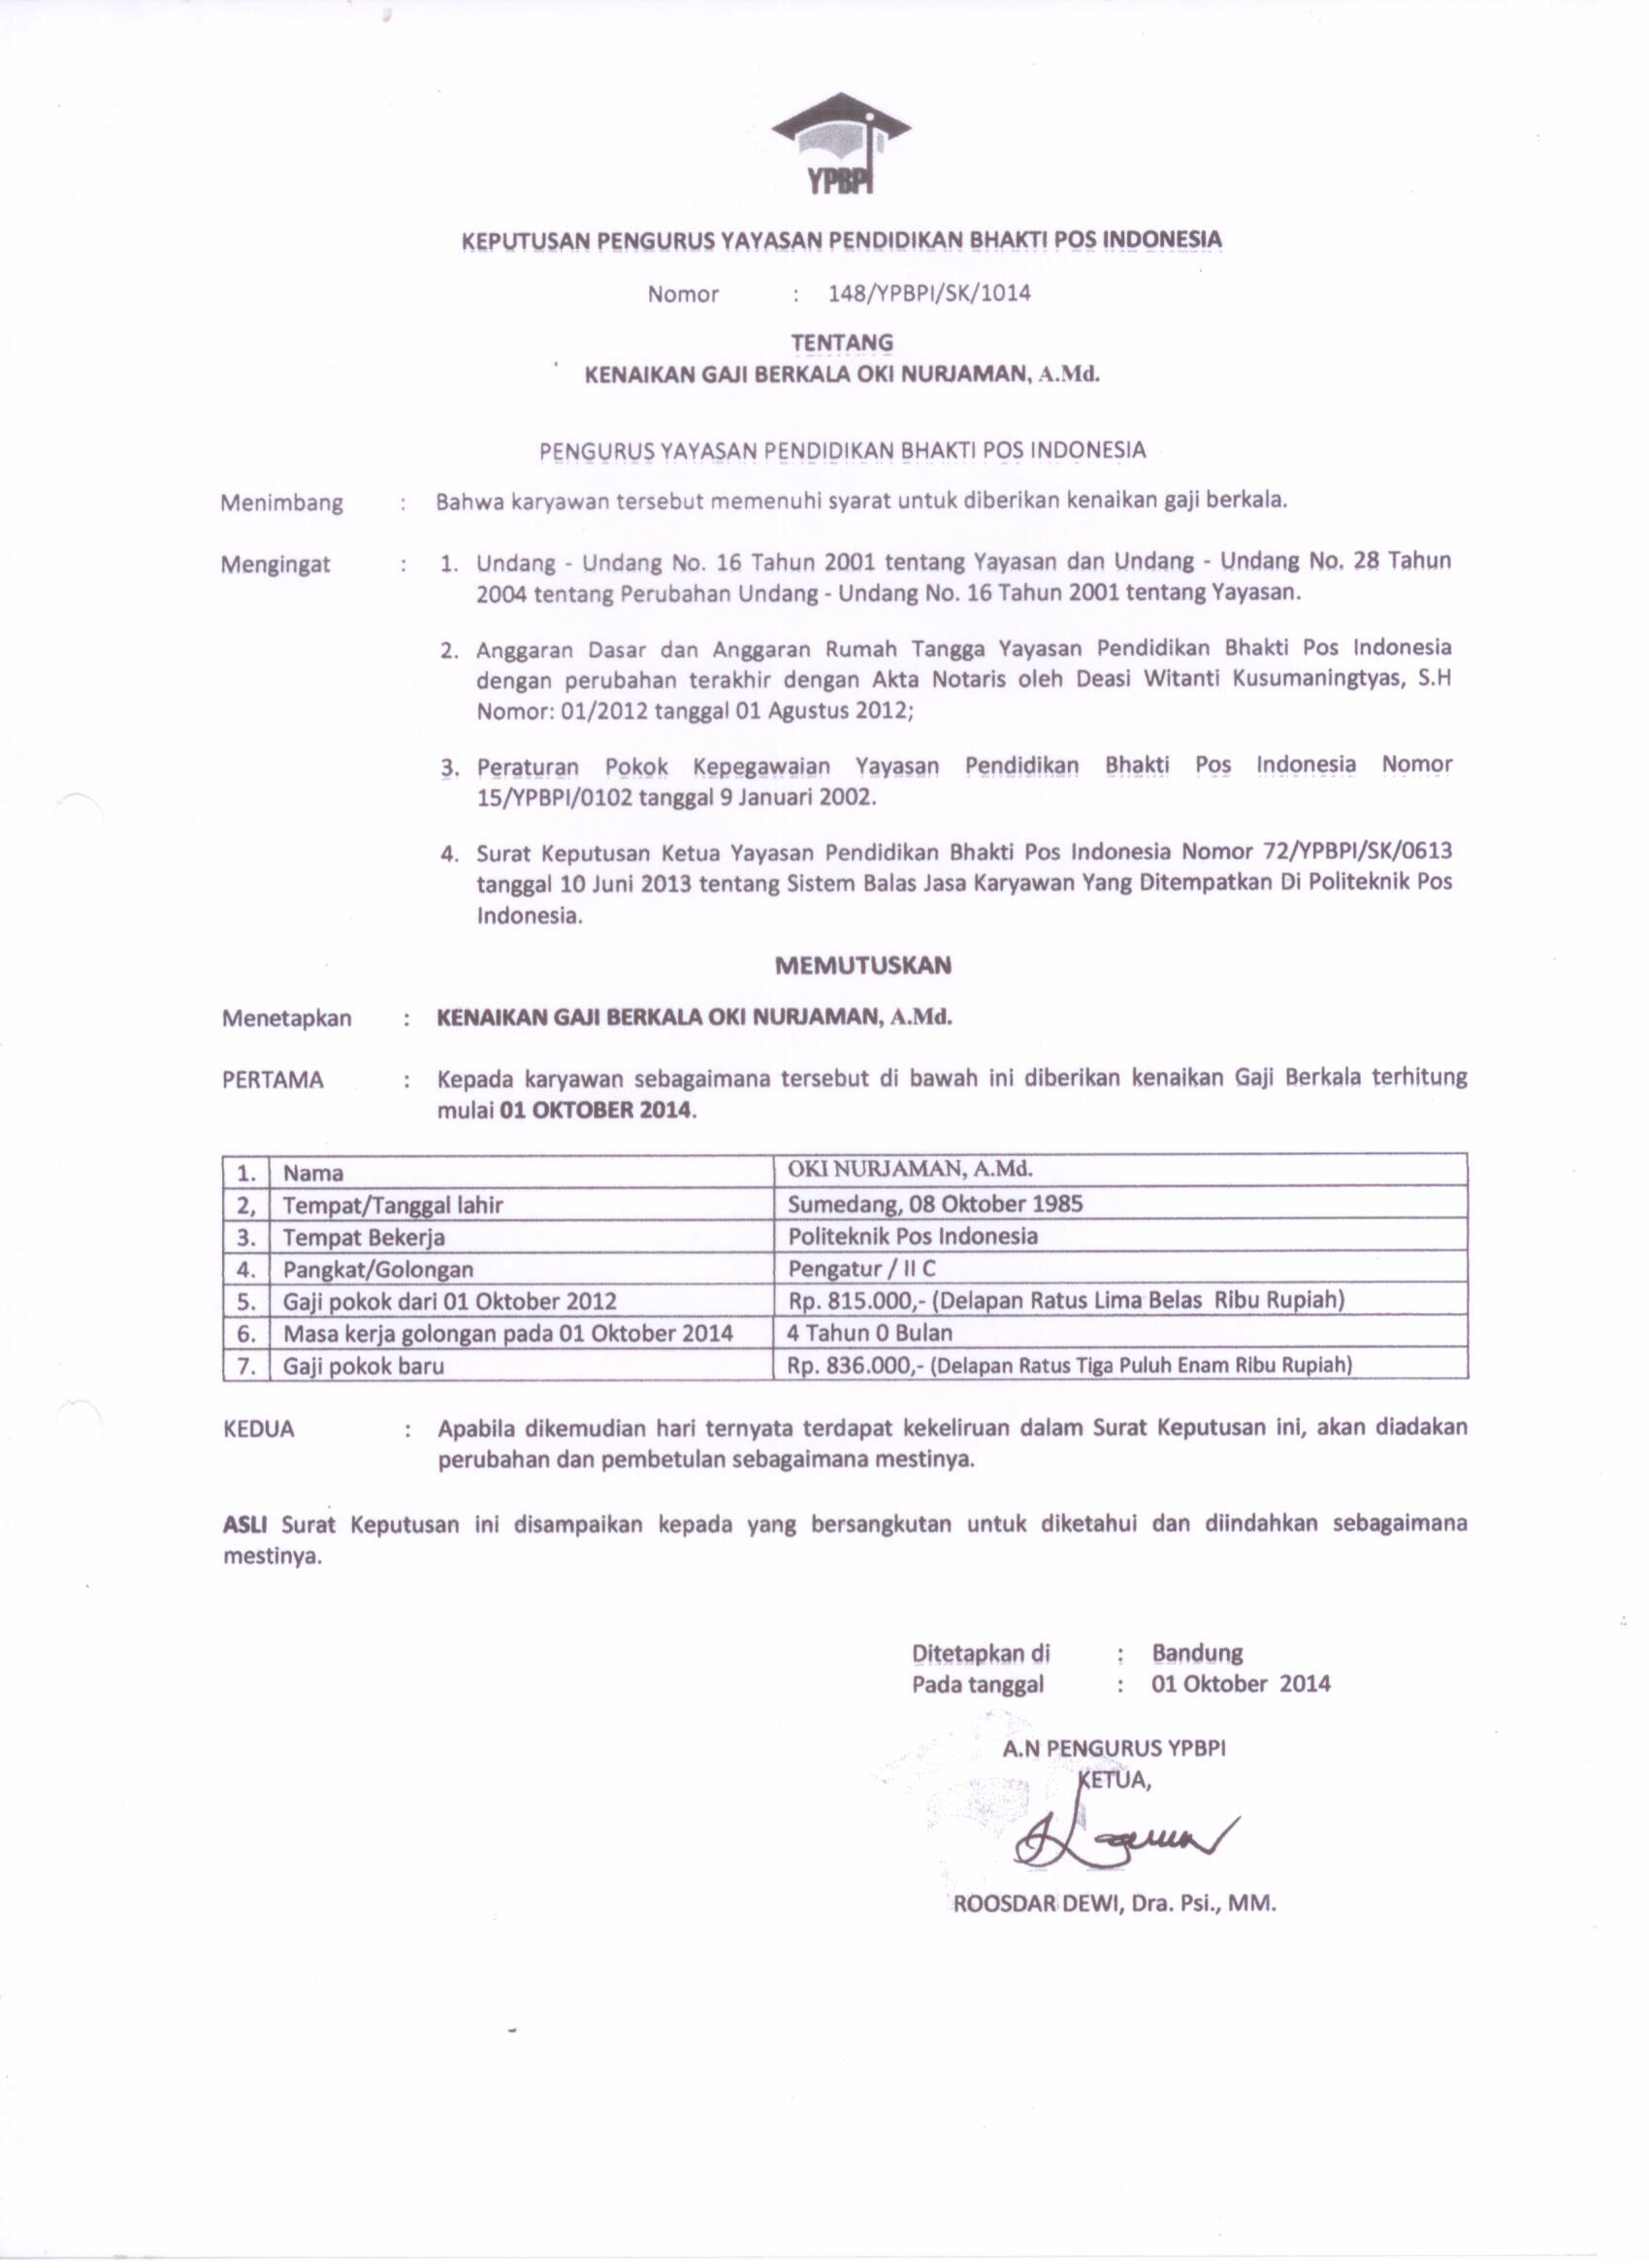 YPBPI
KEPUTUSAN PENGURUS YAYASAN PENDIDIKAN BHAKTI POS INDONESIA
Nomor : 148/YPBPI/SK/1014
TENTANG
KENAIKAN GAJI BERKALA OKI NURJAMAN, A.Md.
PENGURUS YAYASAN PENDIDIKAN BHAKTI POS INDONESIA
Menimbang : Bahwa karyawan tersebut memenuhi syarat untuk diberikan kenaikan gaji berkala.
Mengingat : 1. Undang - Undang No. 16 Tahun 2001 tentang Yayasan dan Undang - Undang No. 28 Tahun
2004 tentang Perubahan Undang - Undang No. 16 Tahun 2001 tentang Yayasan.
2. Anggaran Dasar dan Anggaran Rumah Tangga Yayasan Pendidikan Bhakti Pos Indonesia
dengan perubahan terakhir dengan Akta Notaris oleh Deasi Witanti Kusumaningtyas, S.H
Nomor: 01/2012 tanggal 01 Agustus 2012;
3. Peraturan Pokok Kepegawaian Yayasan Pendidikan Bhakti Pos Indonesia Nomor
15/YPBPI/0102 tanggal 9 Januari 2002.
4. Surat Keputusan Ketua Yayasan Pendidikan Bhakti Pos Indonesia Nomor 72/YPBPI/SK/0613
tanggal 10 Juni 2013 tentang Sistem Balas Jasa Karyawan Yang Ditempatkan Di Politeknik Pos
Indonesia.
MEMUTUSKAN
Menetapkan : KENAIKAN GAJI BERKALA OKI NURJAMAN, A.Md.
PERTAMA : Kepada karyawan sebagaimana tersebut di bawah ini diberikan kenaikan Gaji Berkala terhitung
mulai 01 OKTOBER 2014.
1. Nama OKI NURJAMAN, A.Md.
2, Tempat/Tanggal lahir Sumedang, 08 Oktober 1985
3. Tempat Bekerja Politeknik Pos Indonesia
4. Pangkat/Golongan Pengatur / II C
5. Gaji pokok dari 01 Oktober 2012 Rp. 815.000,- (Delapan Ratus Lima Belas Ribu Rupiah)
6. Masa kerja golongan pada 01 Oktober 2014 4 Tahun 0 Bulan
7. Gaji pokok baru Rp. 836.000,- (Delapan Ratus Tiga Puluh Enam Ribu Rupiah)
KEDUA : Apabila dikemudian hari ternyata terdapat kekeliruan dalam Surat Keputusan ini, akan diadakan
perubahan dan pembetulan sebagaimana mestinya.
ASLI Surat Keputusan ini disampaikan kepada yang bersangkutan untuk diketahui dan diindahkan sebagaimana
mestinya.
Ditetapkan di : Bandung
Pada tanggal : 01 Oktober 2014
A.N PENGURUS YPBPI
KETUA,
ROOSDAR DEWI, Dra. Psi., MM.